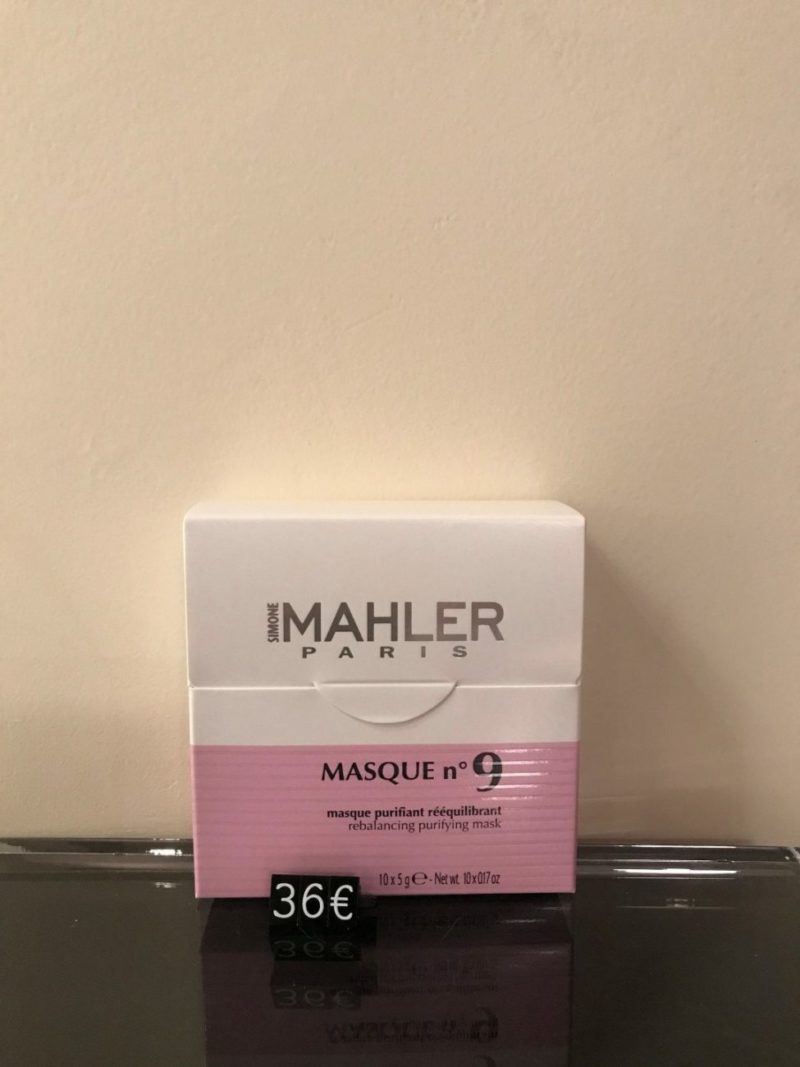 SIMONE
MAHLER
PARIS
MASQUE n° 9
masque purifiant rééquilibrant
rebalancing purifying mask
10 x 5 g ℮ - Net wt. 10 x 0.17 oz
36€